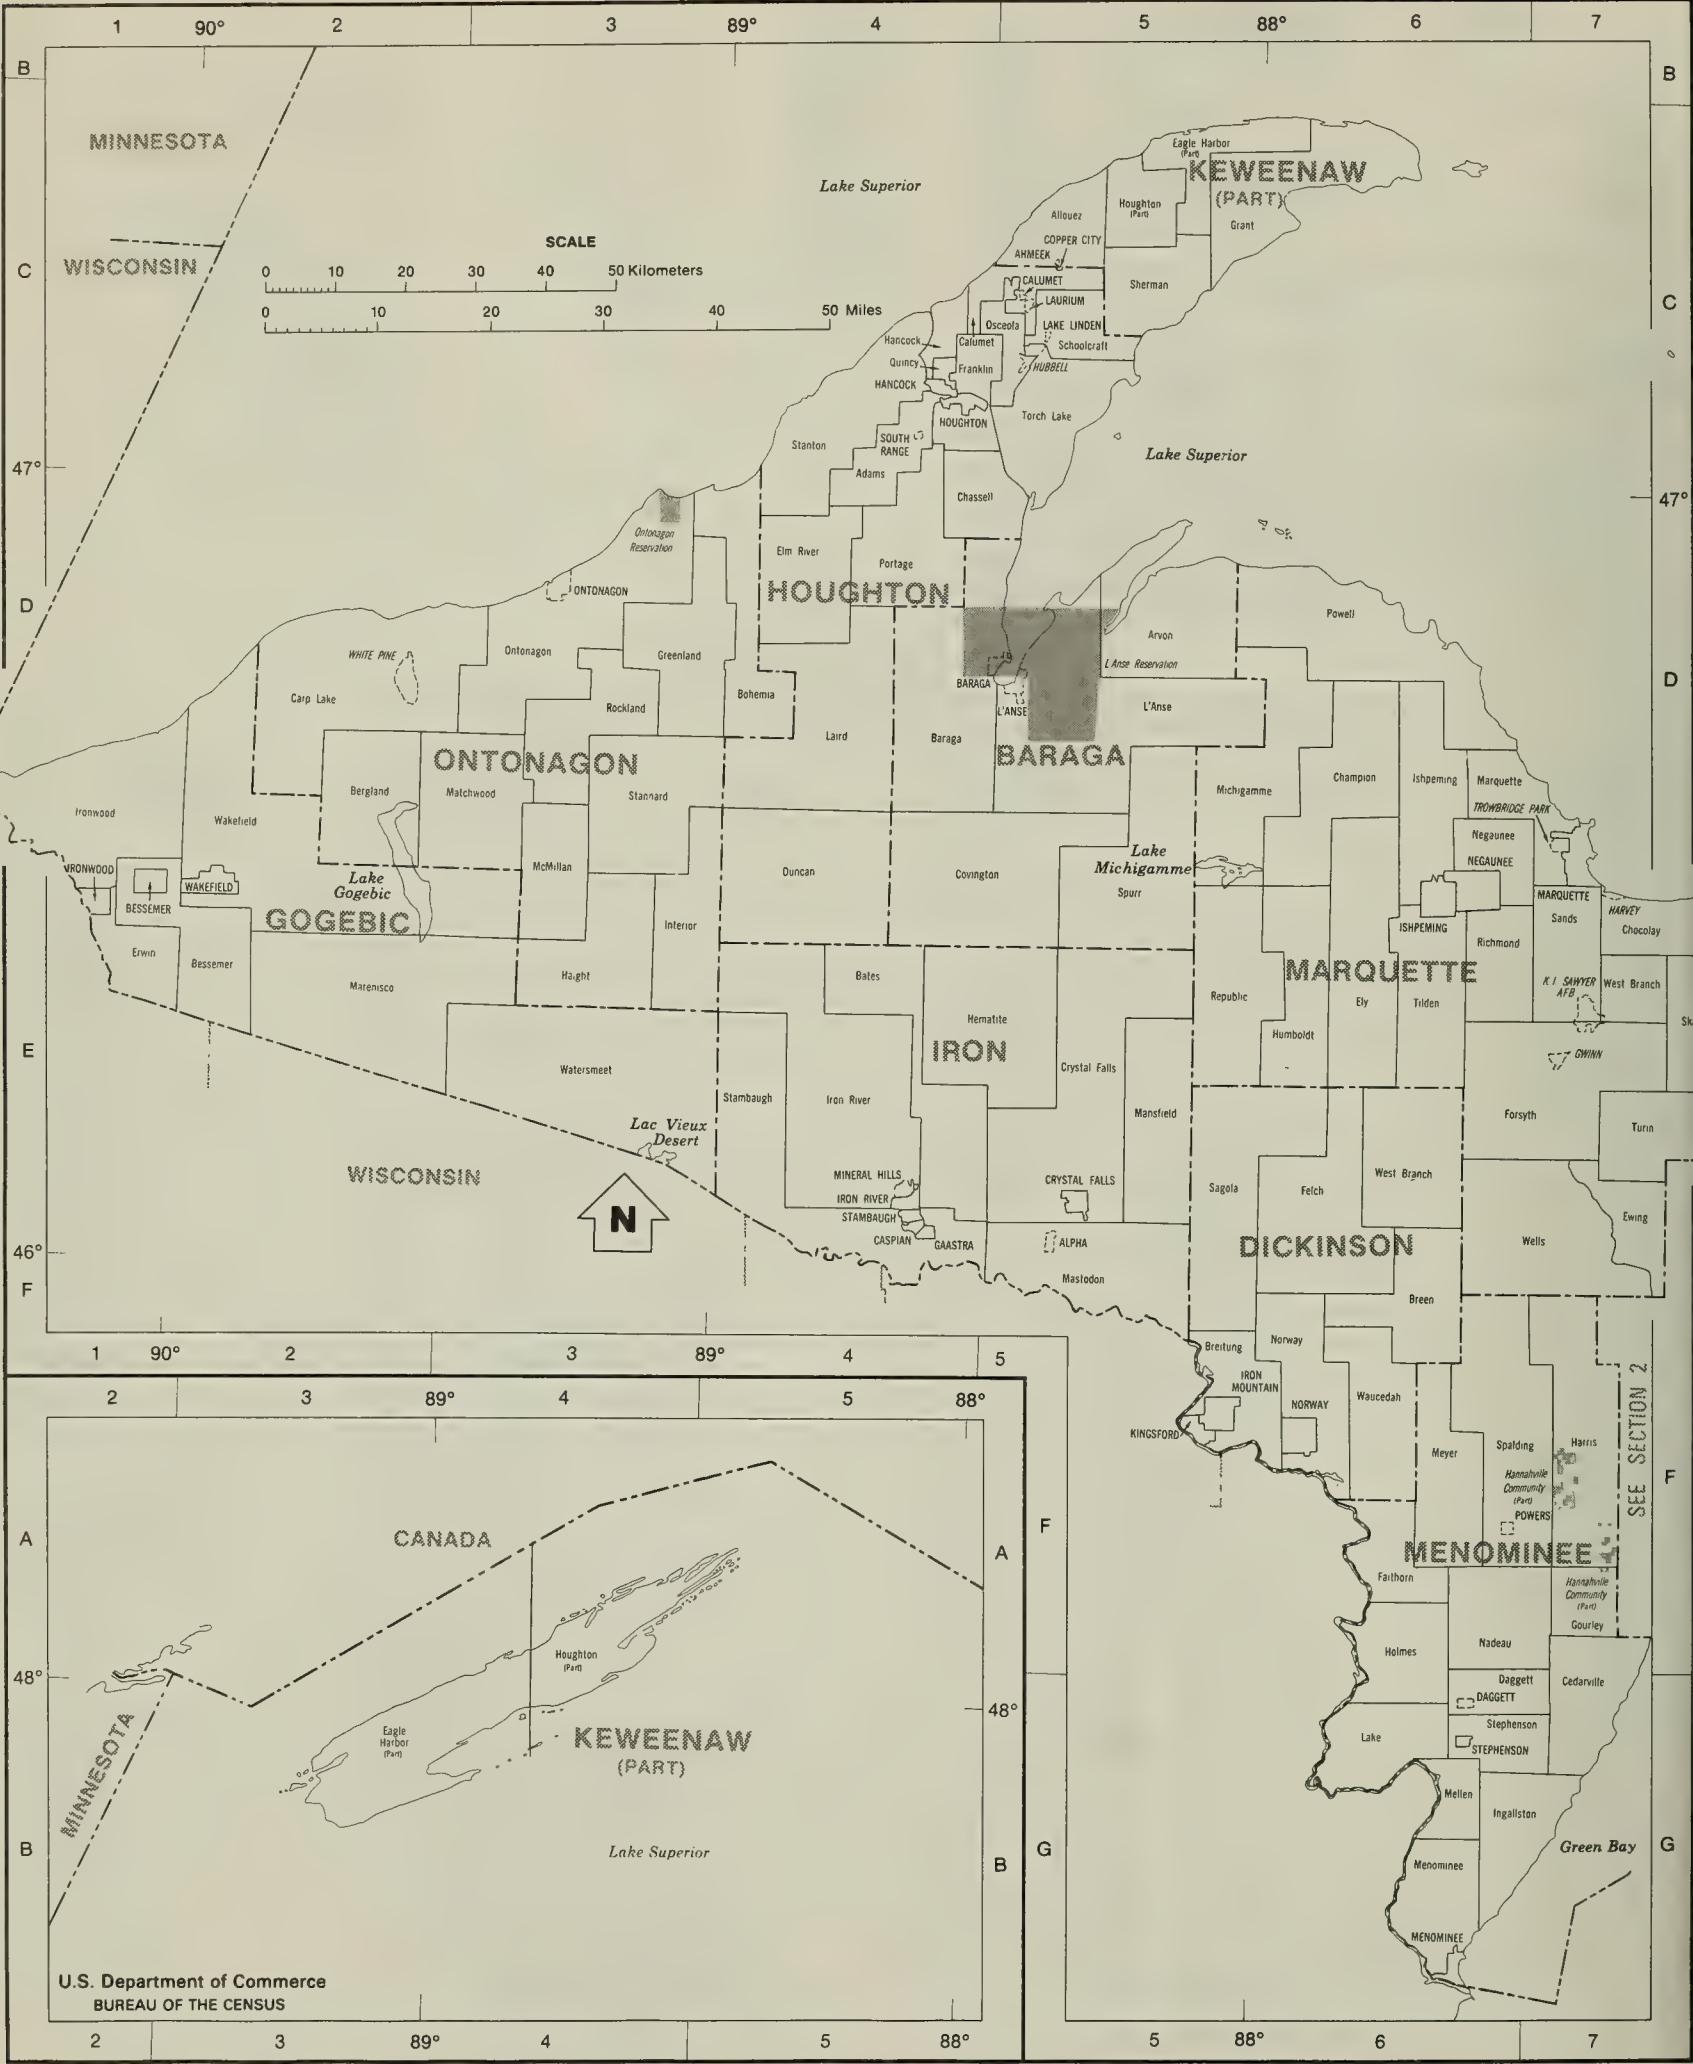 1 90° 2 3 89° 4 5 88° 6 7
B B
MINNESOTA
Eagle Harbor
(Part)
KEWEENAW
(PART)
Lake Superior
Houghton
(Part)
Allouez
Grant
COPPER CITY
SCALE
AHMEEK
C WISCONSIN
0 10 20 30 40 50 Kilometers
CALUMET
Sherman
LAURIUM
C
0 10 20 30 40 50 Miles
Osceola
LAKE LINDEN
Hancock
Calumet
Schoolcraft
Quincy
Franklin
HUBBELL
HANCOCK
Torch Lake
HOUGHTON
SOUTH
RANGE
Stanton
Lake Superior
47°
Adams
Chassell
47°
Ontonagon
Reservation
Elm River
Portage
HOUGHTON
ONTONAGON
D
Powell
Arvon
WHITE PINE
Ontonagon
Greenland
L'Anse Reservation
BARAGA
D
Carp Lake
Rockland
Bohemia
L'ANSE
L'Anse
Laird
Baraga
ONTONAGON
BARAGA
Bergland
Matchwood
Stannard
Michigamme
Champion
Ishpeming
Marquette
TROWBRIDGE PARK
Ironwood
Wakefield
Negaunee
Lake
Michigamme
NEGAUNEE
IRONWOOD
McMillan
Duncan
Covington
Lake
Gogebic
WAKEFIELD
Spurr
MARQUETTE
BESSEMER
HARVEY
GOGEBIC
Interior
ISHPEMING
Sands
Chocolay
Richmond
Erwin
Bessemer
Haight
Bates
MARQUETTE
Marenisco
Republic
Ely
Tilden
K. I. SAWYER
AFB
West Branch
Hematite
Humboldt
Sk
E
IRON
E
GWINN
Watersmeet
Crystal Falls
Stambaugh
Iron River
Mansfield
Forsyth
Turin
Lac Vieux
Desert
WISCONSIN
MINERAL HILLS
CRYSTAL FALLS
West Branch
IRON RIVER
Sagola
Felch
N
STAMBAUGH
Ewing
CASPIAN
GAASTRA
ALPHA
DICKINSON
Wells
46°
Mastodon
F
Breen
Norway
Breitung
1 90° 2 3 89° 4 5
IRON
MOUNTAIN
NORWAY
Waucedah
SEE SECTION 2
KINGSFORD
Meyer
Spalding
Harris
Hannahville
Community
(Part)
POWERS
F
F
MENOMINEE
Faithorn
Hannahville
Community
(Part)
Gourley
Holmes
Nadeau
Daggett
Cedarville
DAGGETT
Stephenson
Lake
STEPHENSON
Mellen
Ingallston
Green Bay
G
G
Menominee
MENOMINEE
5 88° 6 7
2 3 89° 4 5 88°
A
CANADA
A
Houghton
(Part)
48°
48°
MINNESOTA
Eagle
Harbor
(Part)
KEWEENAW
(PART)
B
Lake Superior
B
U.S. Department of Commerce
BUREAU OF THE CENSUS
2 3 89° 4 5 88°